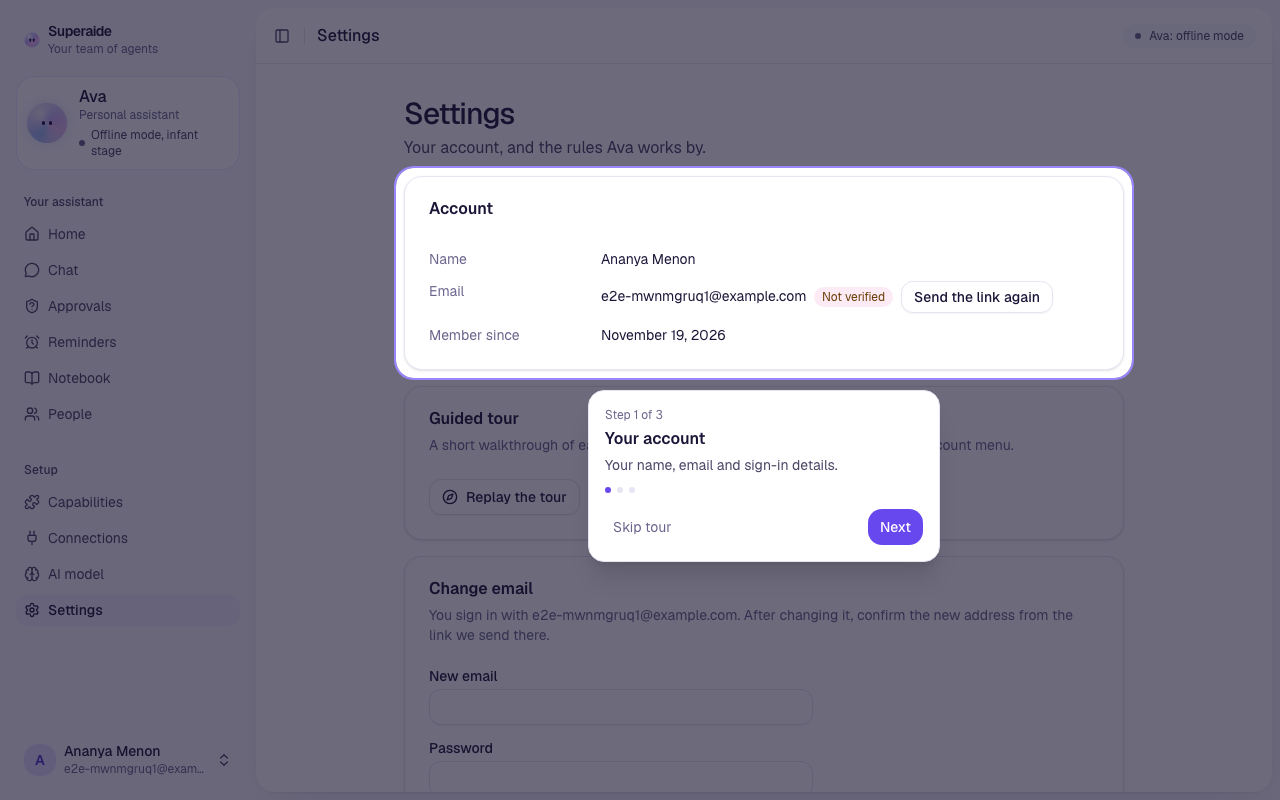 Superaide
Your team of agents
Ava
Personal assistant
Offline mode, infant
stage
Your assistant
Home
Chat
Approvals
Reminders
Notebook
People
Setup
Capabilities
Connections
AI model
Settings
A
Ananya Menon
e2e-mwnmgruq1@exam...
Settings
Ava: offline mode
Settings
Your account, and the rules Ava works by.
Account
Name
Ananya Menon
Email
e2e-mwnmgruq1@example.com
Not verified
Send the link again
Member since
November 19, 2026
Guided tour
A short walkthrough of
count menu.
Replay the tour
Step 1 of 3
Your account
Your name, email and sign-in details.
Skip tour
Next
Change email
You sign in with e2e-mwnmgruq1@example.com. After changing it, confirm the new address from the
link we send there.
New email
Password